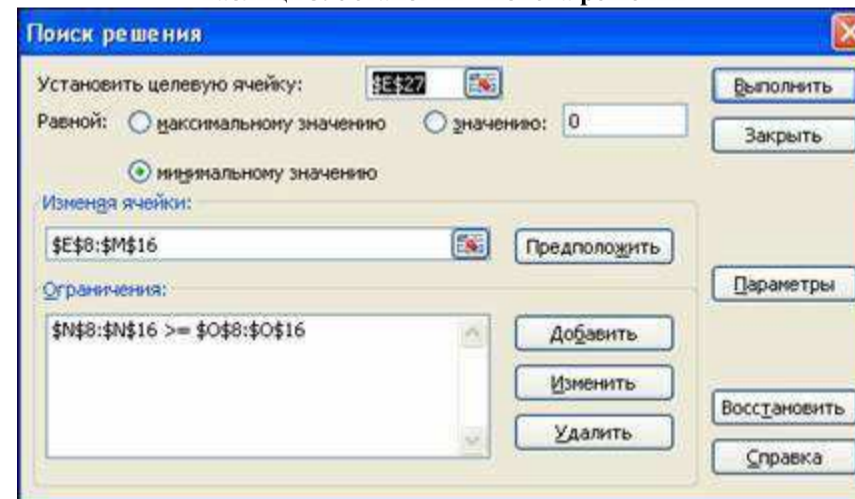 Поиск решения
Установить целевую ячейку: $E$27
Выполнить
Равной: максимальному значению значению: 0
Закрыть
минимальному значению
Изменяя ячейки:
$E$8:$M$16
Предположить
Параметры
Ограничения:
$N$8:$N$16 >= $O$8:$O$16
Добавить
Изменить
Восстановить
Удалить
Справка